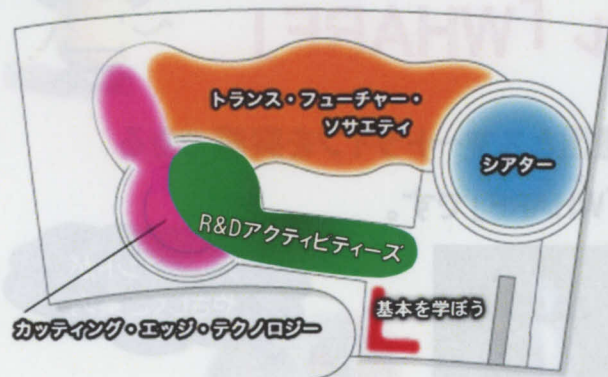 トランス・フューチャー・
ソサエティ
シアター
R&Dアクティビティーズ
基本を学ぼう
カッティング・エッジ・テクノロジー